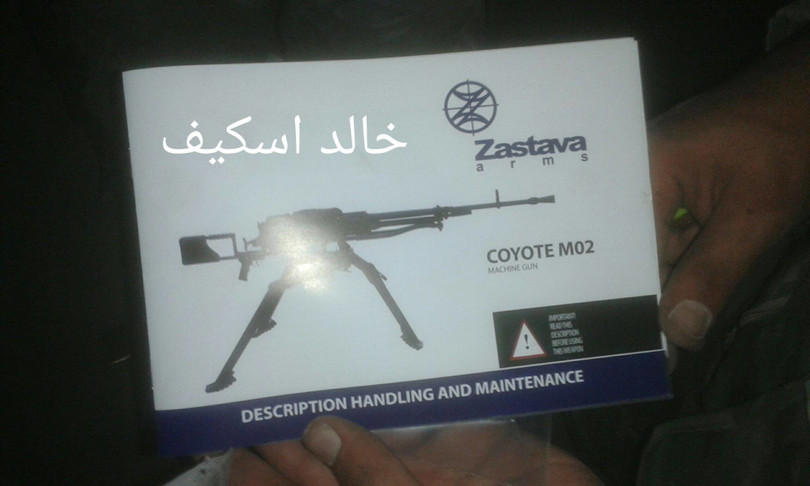 خالد اسكيف
Zastava
arms
COYOTE M02
MACHINE GUN
IMPORTANT!
READ THIS
DESCRIPTION
BEFORE USING
THIS WEAPON
DESCRIPTION HANDLING AND MAINTENANCE